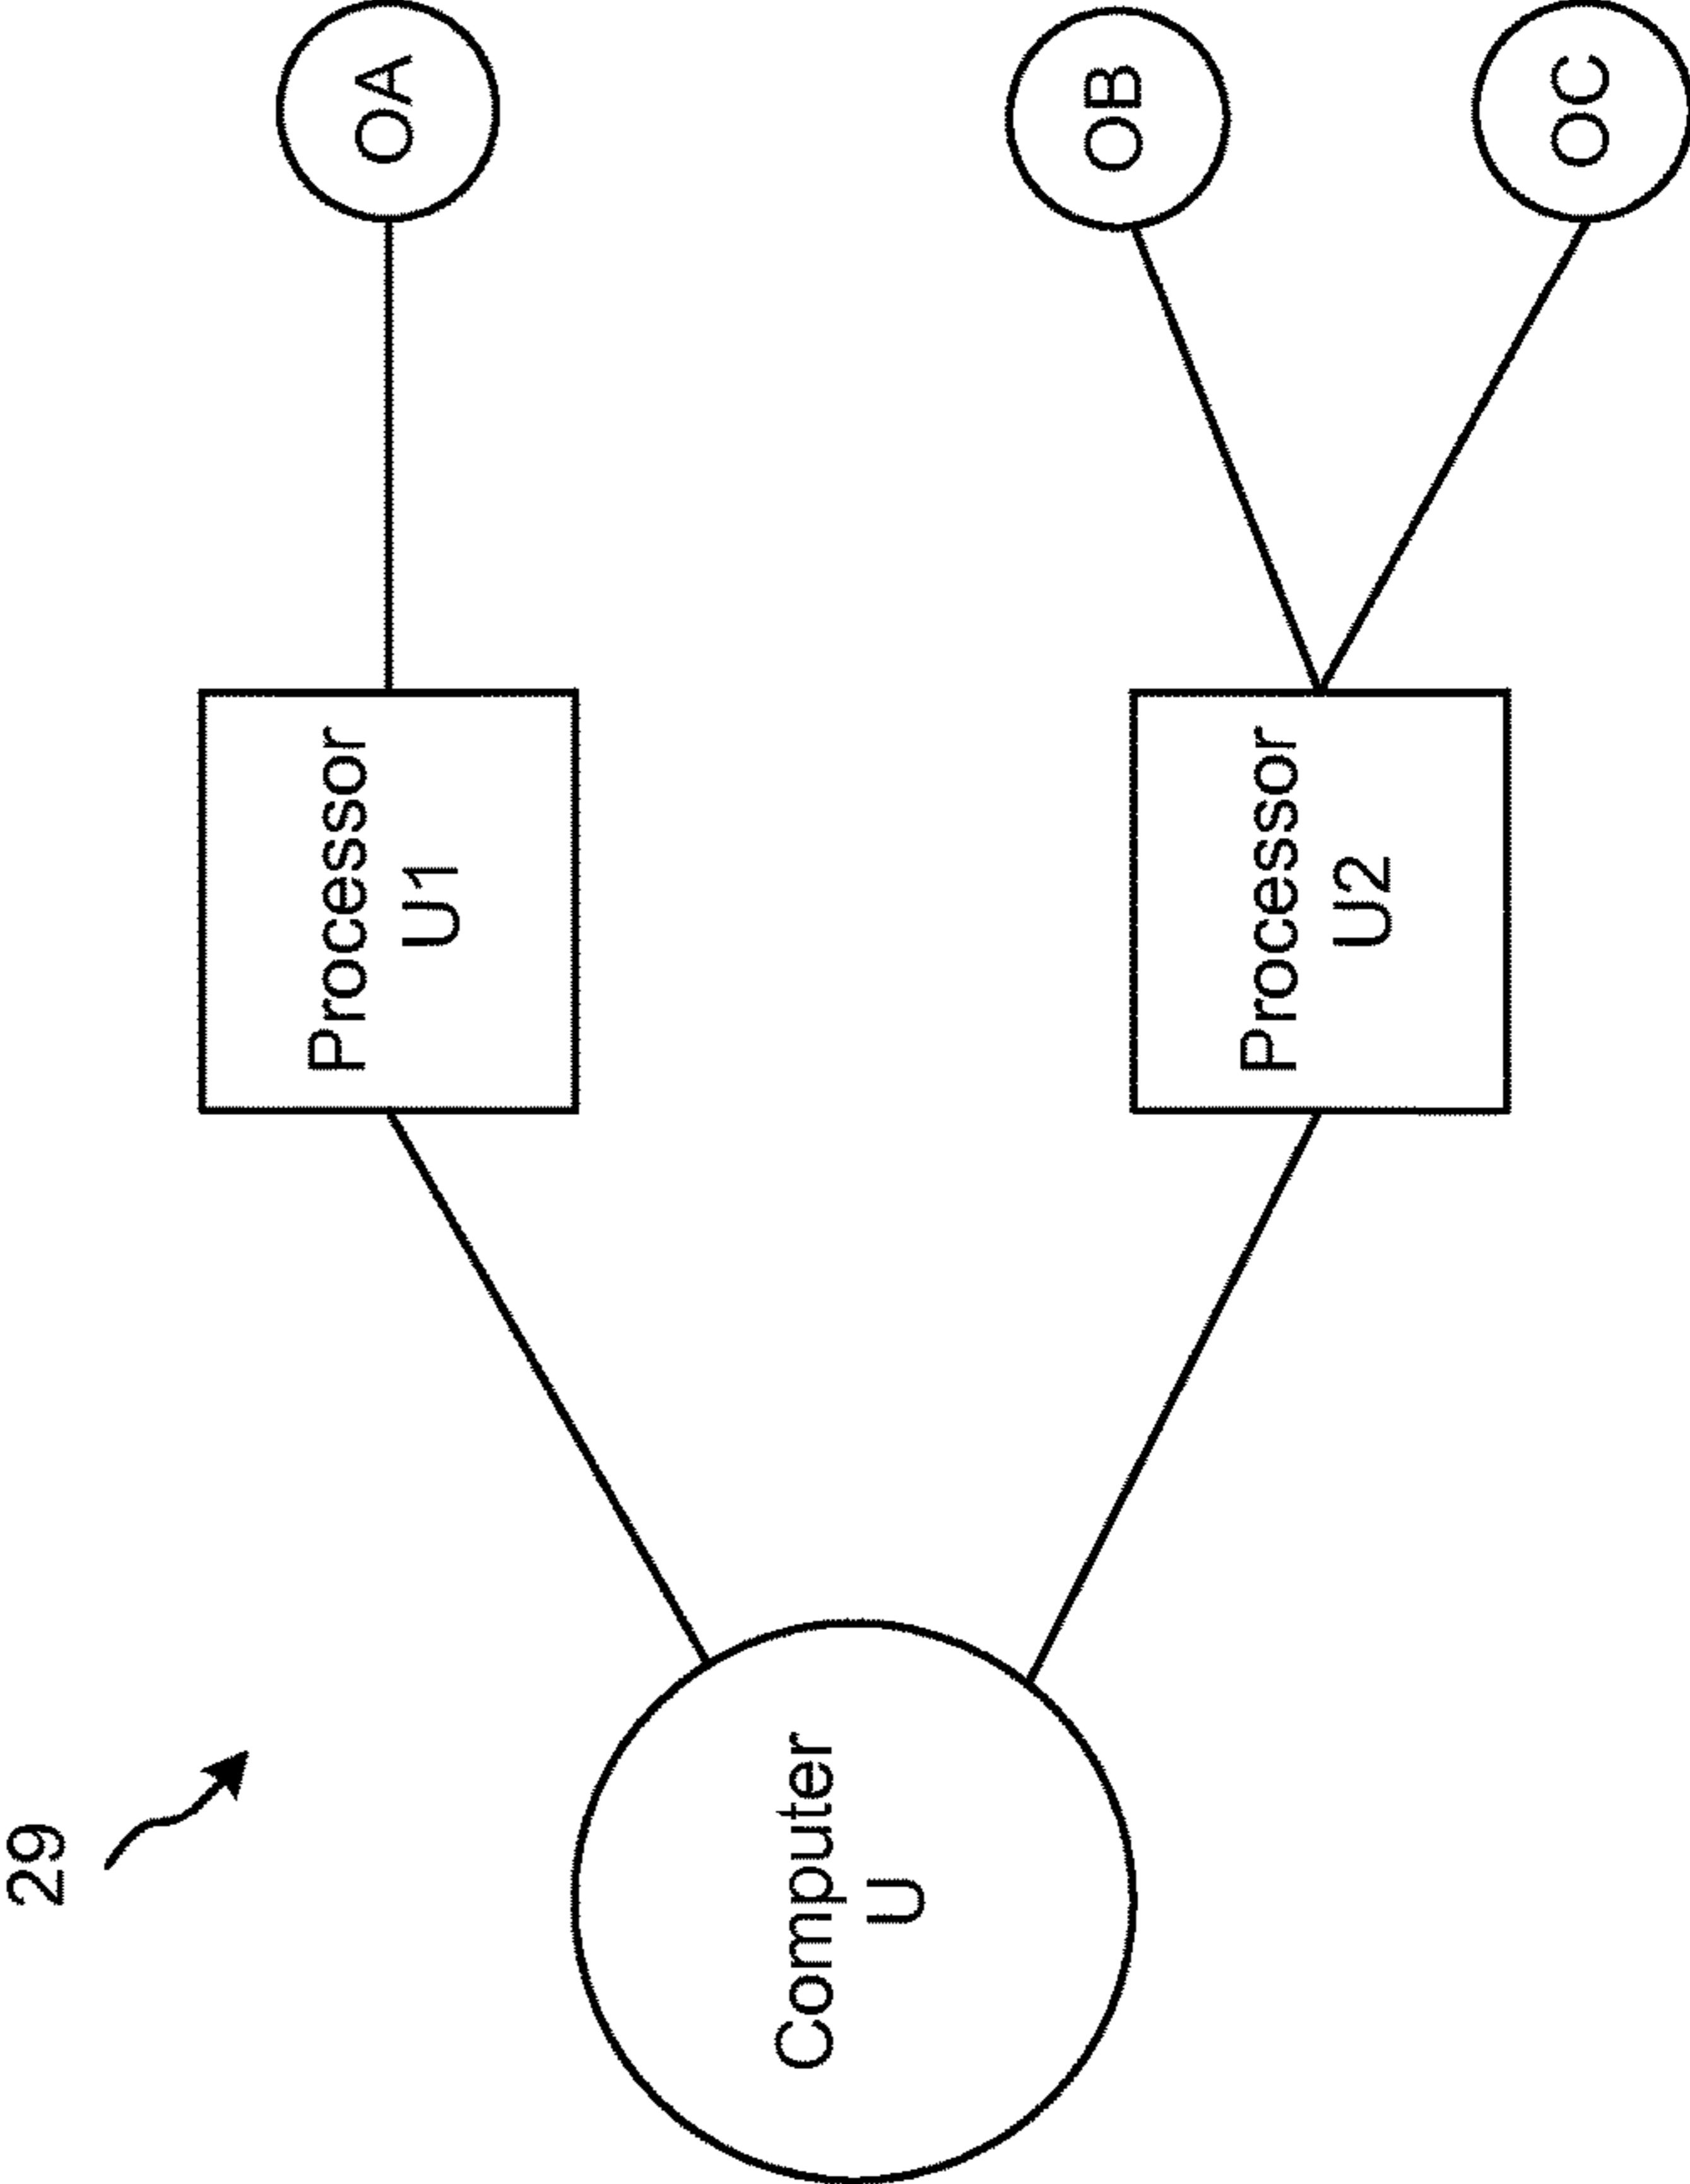 29
Computer
U
Processor
U1
Processor
U2
OA
OB
OC